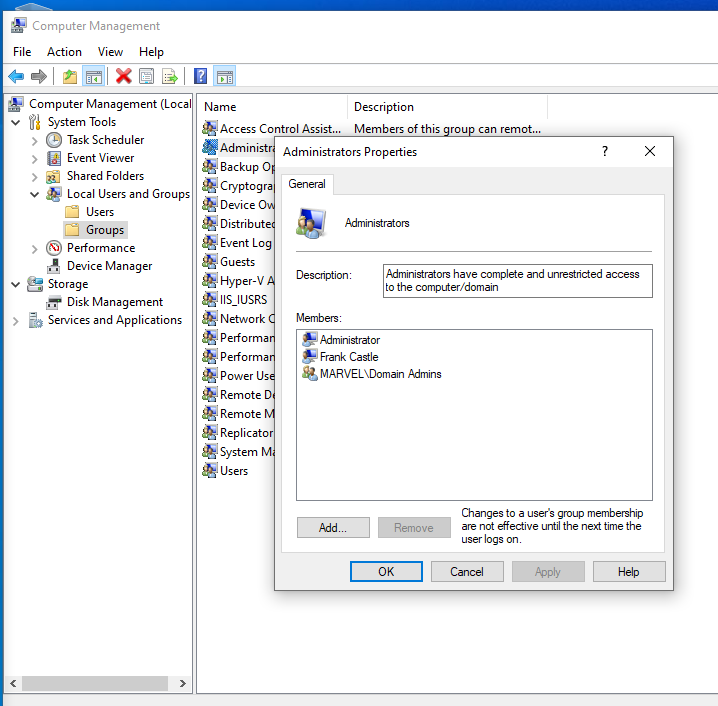 Computer Management
File Action View Help
Computer Management (Local
System Tools
Task Scheduler
Event Viewer
Shared Folders
Local Users and Groups
Users
Groups
Performance
Device Manager
Storage
Disk Management
Services and Applications
Name Description
Access Control Assist... Members of this group can remot...
Administra
Backup Op
Cryptogra
Device Ow
Distributed
Event Log
Guests
Hyper-V A
IIS_IUSRS
Network C
Performan
Performan
Power Use
Remote De
Remote M
Replicator
System Ma
Users
Administrators Properties
?
General
Administrators
Description:
Administrators have complete and unrestricted access
to the computer/domain
Members:
Administrator
Frank Castle
MARVEL\Domain Admins
Add... Remove
Changes to a user's group membership
are not effective until the next time the
user logs on.
OK Cancel Apply Help